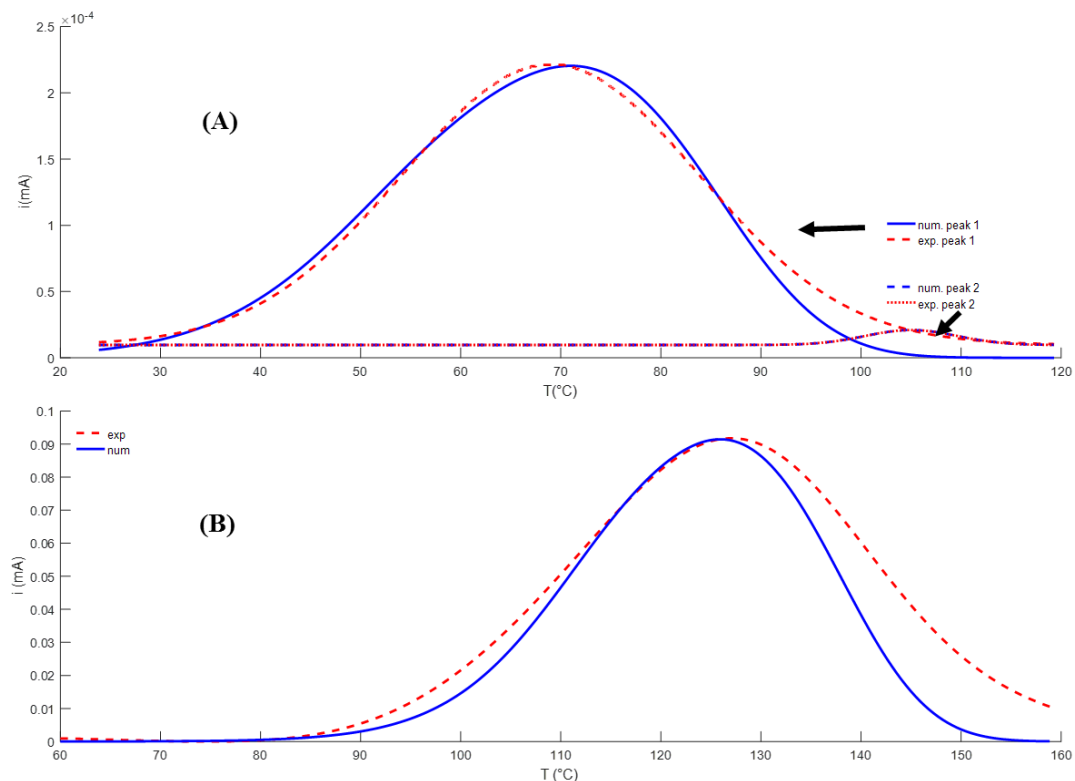 ×10⁻⁴
2.5
2
1.5
1
0.5
0
i(mA)
(A)
num. peak 1
exp. peak 1
num. peak 2
exp. peak 2
20 30 40 50 60 70 80 90 100 110 120
T(°C)
0.1
0.09
0.08
0.07
0.06
0.05
0.04
0.03
0.02
0.01
0
i (mA)
exp
num
(B)
60 70 80 90 100 110 120 130 140 150 160
T (°C)